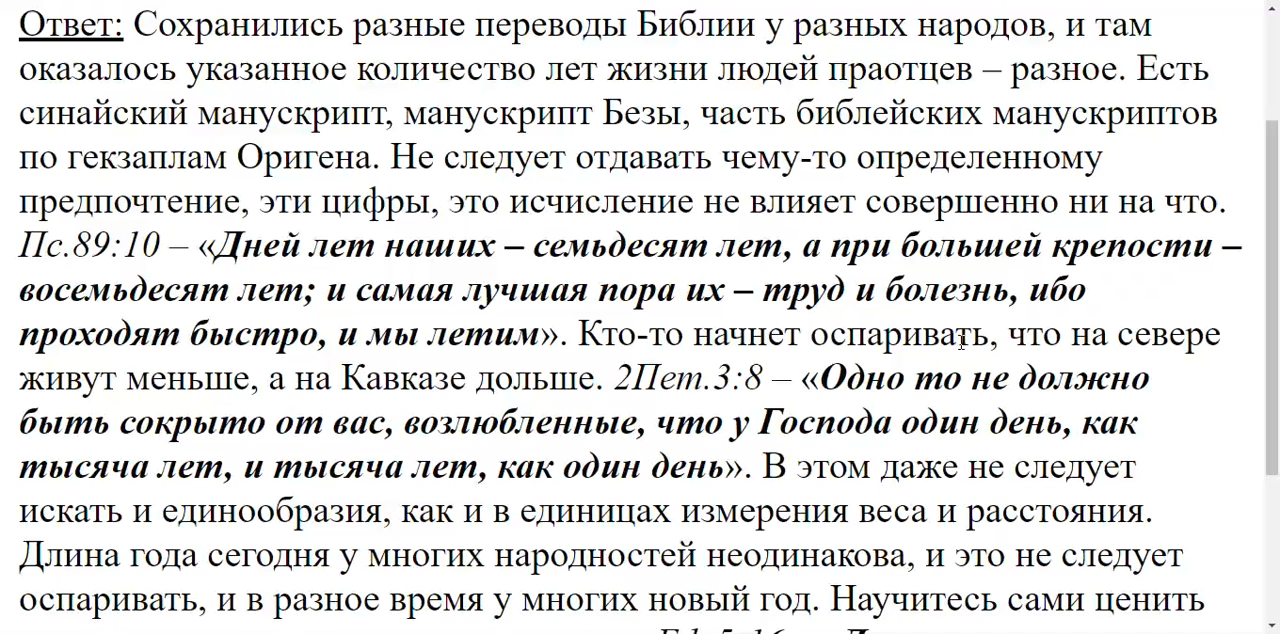 Ответ: Сохранились разные переводы Библии у разных народов, и там
оказалось указанное количество лет жизни людей праотцев – разное. Есть
синайский манускрипт, манускрипт Безы, часть библейских манускриптов
по гекзаплам Оригена. Не следует отдавать чему-то определенному
предпочтение, эти цифры, это исчисление не влияет совершенно ни на что.
Пс.89:10 – «Дней лет наших – семьдесят лет, а при большей крепости –
восемьдесят лет; и самая лучшая пора их – труд и болезнь, ибо
проходят быстро, и мы летим». Кто-то начнет оспаривать, что на севере
живут меньше, а на Кавказе дольше. 2Пет.3:8 – «Одно то не должно
быть сокрыто от вас, возлюбленные, что у Господа один день, как
тысяча лет, и тысяча лет, как один день». В этом даже не следует
искать и единообразия, как и в единицах измерения веса и расстояния.
Длина года сегодня у многих народностей неодинакова, и это не следует
оспаривать, и в разное время у многих новый год. Научитесь сами ценить